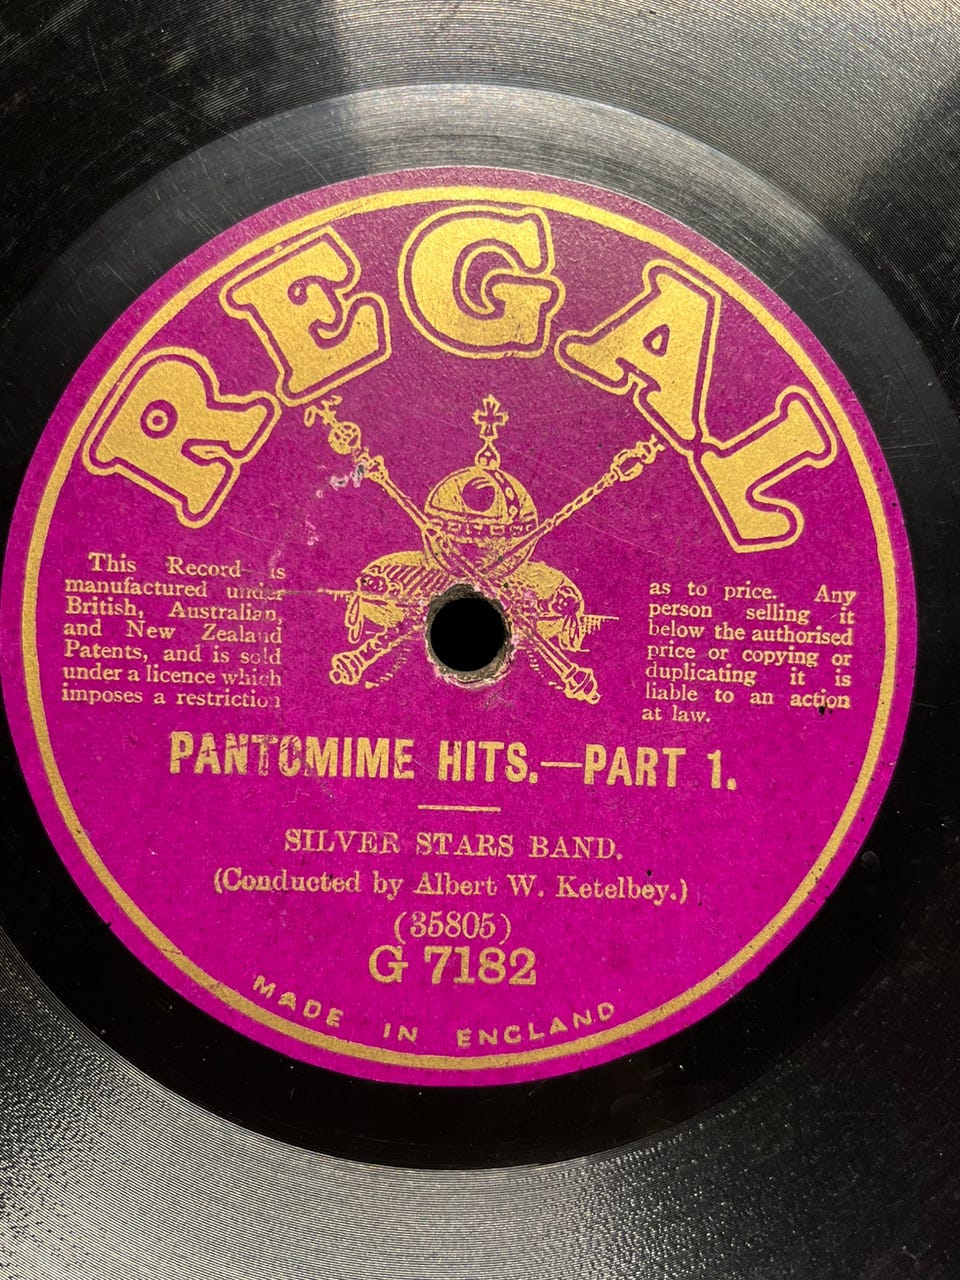 REGAL
This Record is
manufactured under
British, Australian,
and New Zealand
Patents, and is sold
under a licence which
imposes a restriction
as to price. Any
person selling it
below the authorised
price or copying or
duplicating it is
liable to an action
at law.
PANTOMIME HITS.—PART 1.
SILVER STARS BAND.
(Conducted by Albert W. Ketelbey.)
(35805)
G 7182
MADE IN ENGLAND